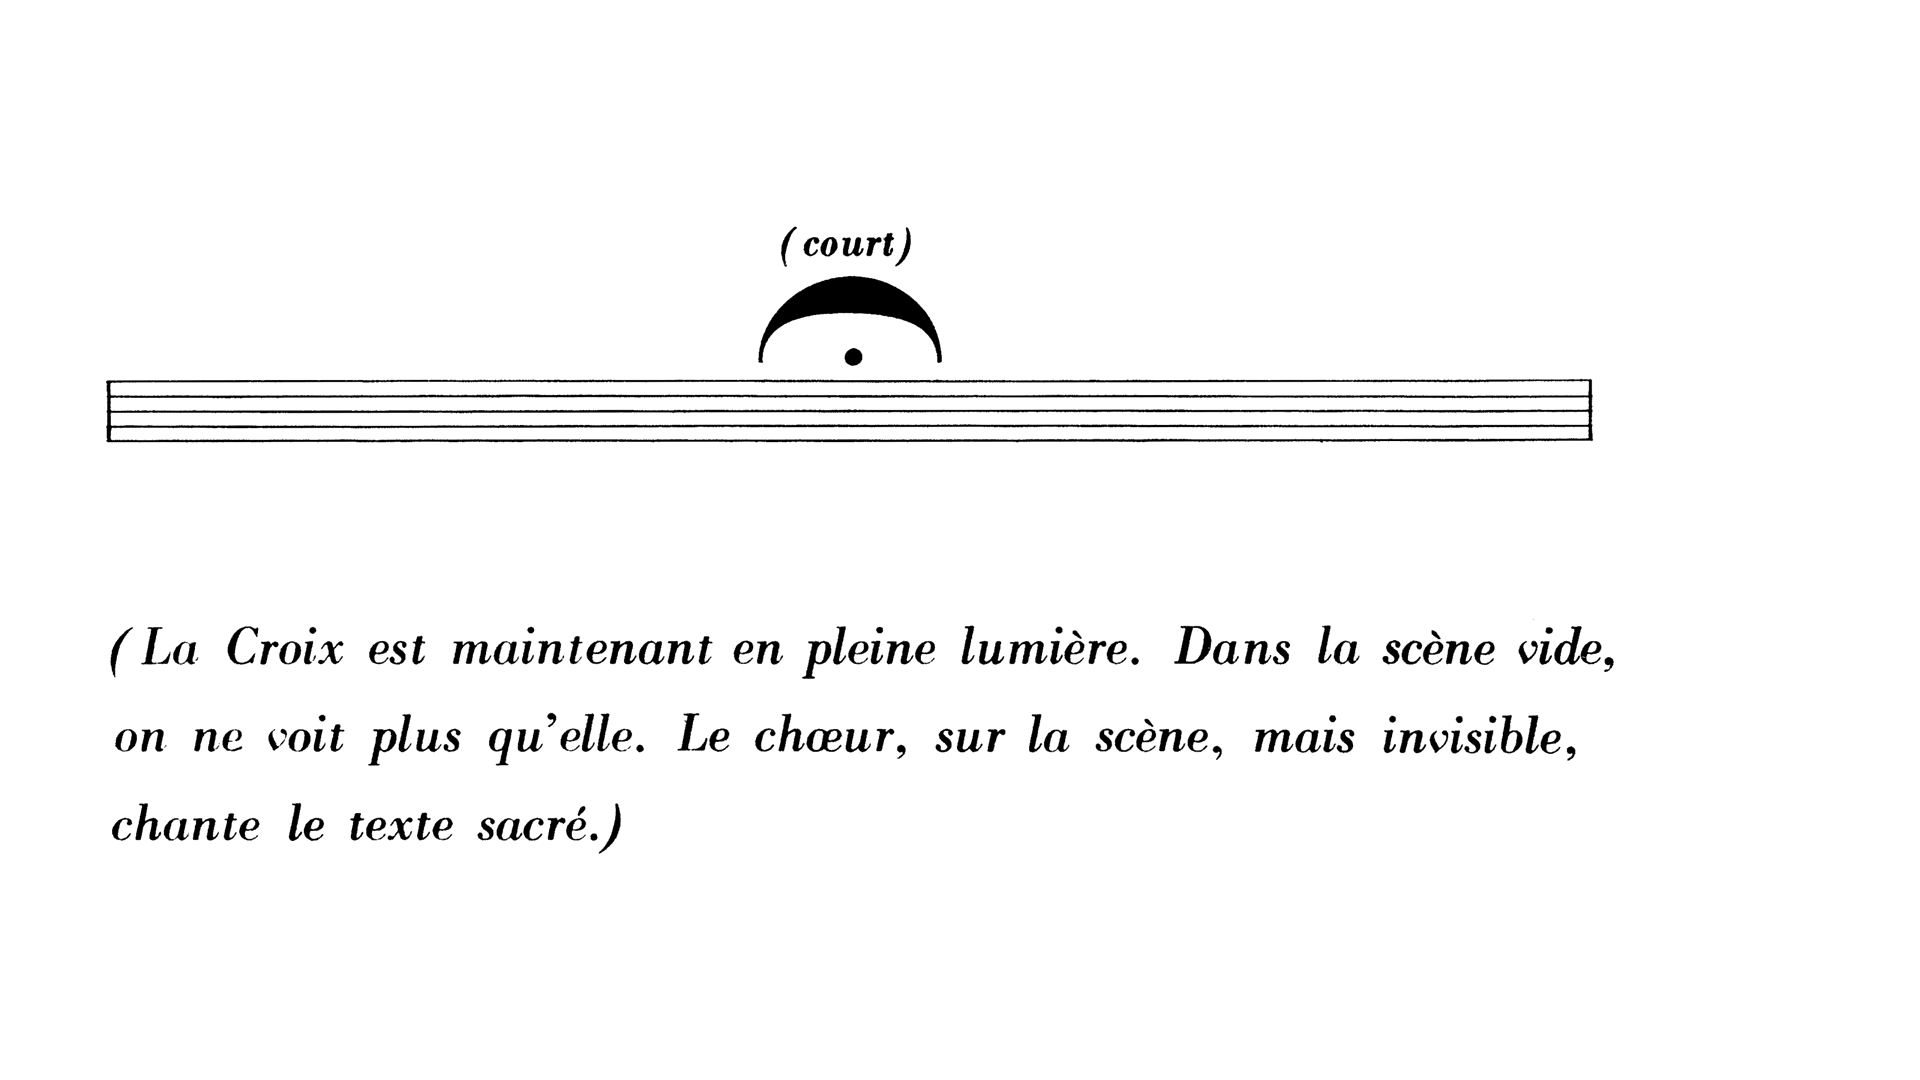 (court)
(La Croix est maintenant en pleine lumière. Dans la scène vide,
on ne voit plus qu’elle. Le chœur, sur la scène, mais invisible,
chante le texte sacré.)